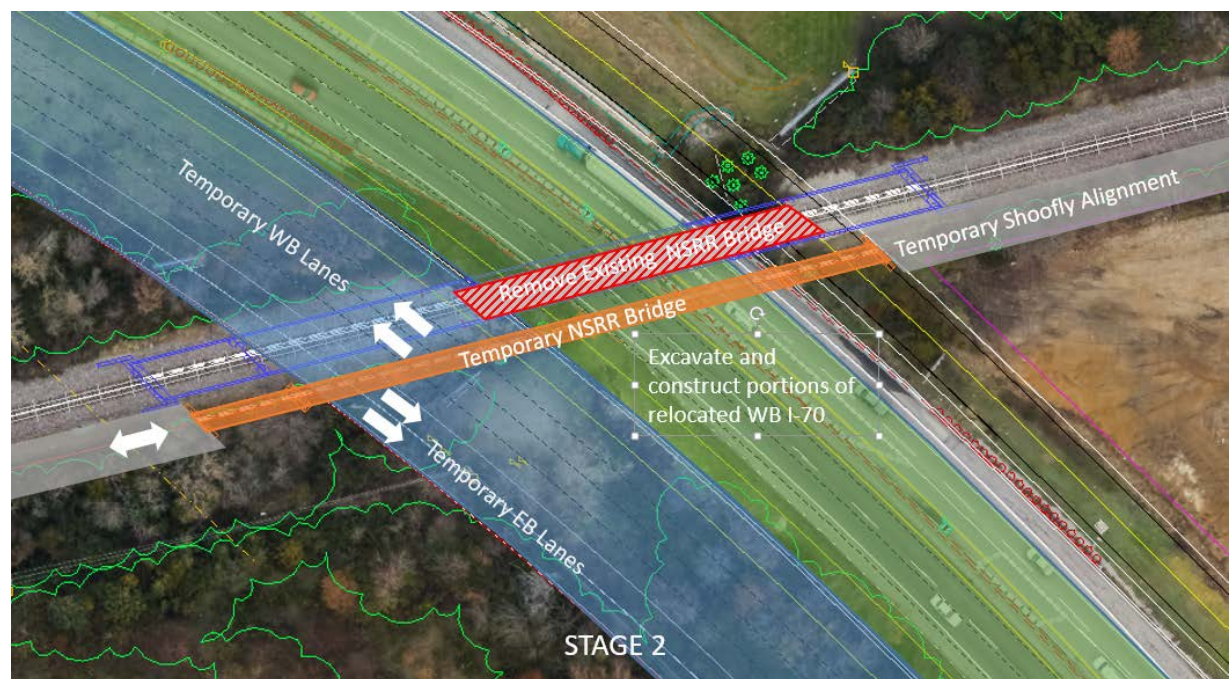 Temporary WB Lanes
Remove Existing NSRR Bridge
Temporary Shoofly Alignment
Temporary NSRR Bridge
Excavate and
construct portions of
relocated WB I-70
Temporary EB Lanes
STAGE 2